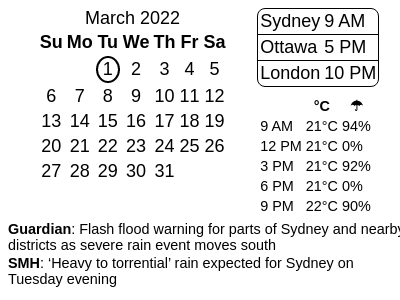 March 2022
Su Mo Tu We Th Fr Sa
1 2 3 4 5
6 7 8 9 10 11 12
13 14 15 16 17 18 19
20 21 22 23 24 25 26
27 28 29 30 31
Sydney 9 AM
Ottawa 5 PM
London 10 PM
°C ☂
9 AM 21°C 94%
12 PM 21°C 0%
3 PM 21°C 92%
6 PM 21°C 0%
9 PM 22°C 90%
Guardian: Flash flood warning for parts of Sydney and nearby
districts as severe rain event moves south
SMH: ‘Heavy to torrential’ rain expected for Sydney on
Tuesday evening